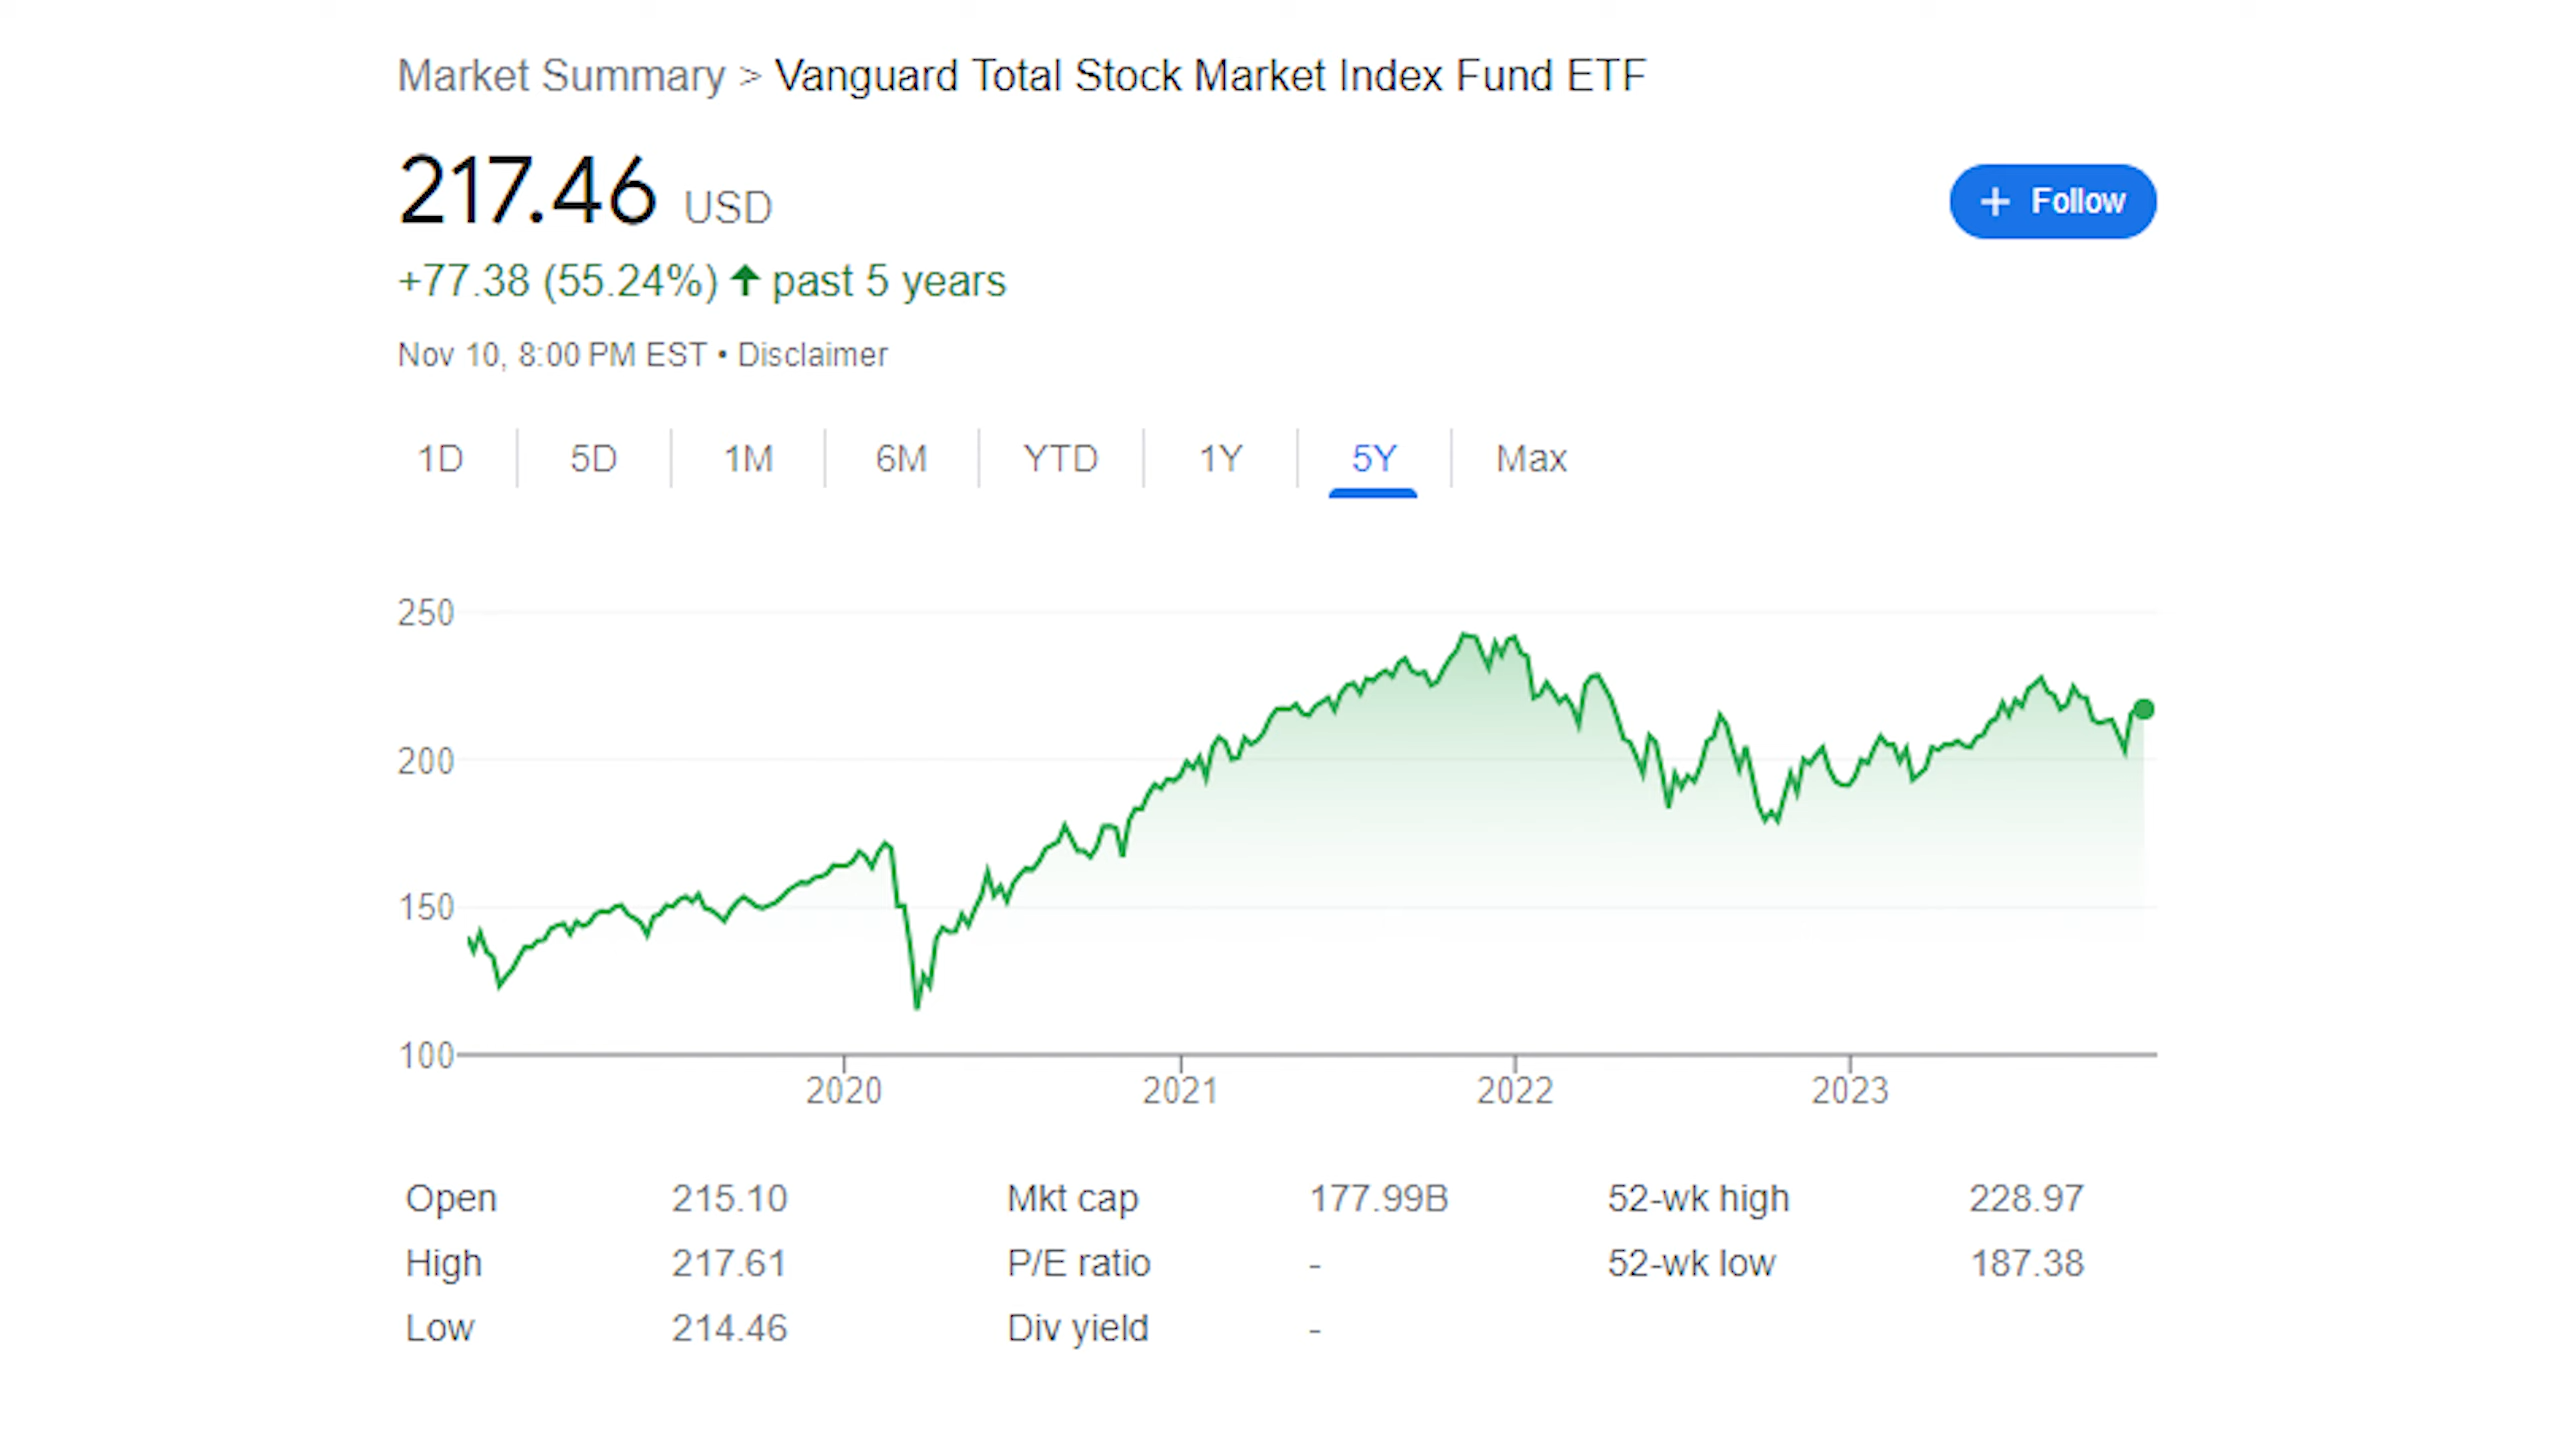 Market Summary > Vanguard Total Stock Market Index Fund ETF
217.46 USD
+ Follow
+77.38 (55.24%) ↑ past 5 years
Nov 10, 8:00 PM EST • Disclaimer
1D 5D 1M 6M YTD 1Y 5Y Max
250
200
150
100
2020 2021 2022 2023
Open 215.10 Mkt cap 177.99B 52-wk high 228.97
High 217.61 P/E ratio - 52-wk low 187.38
Low 214.46 Div yield -